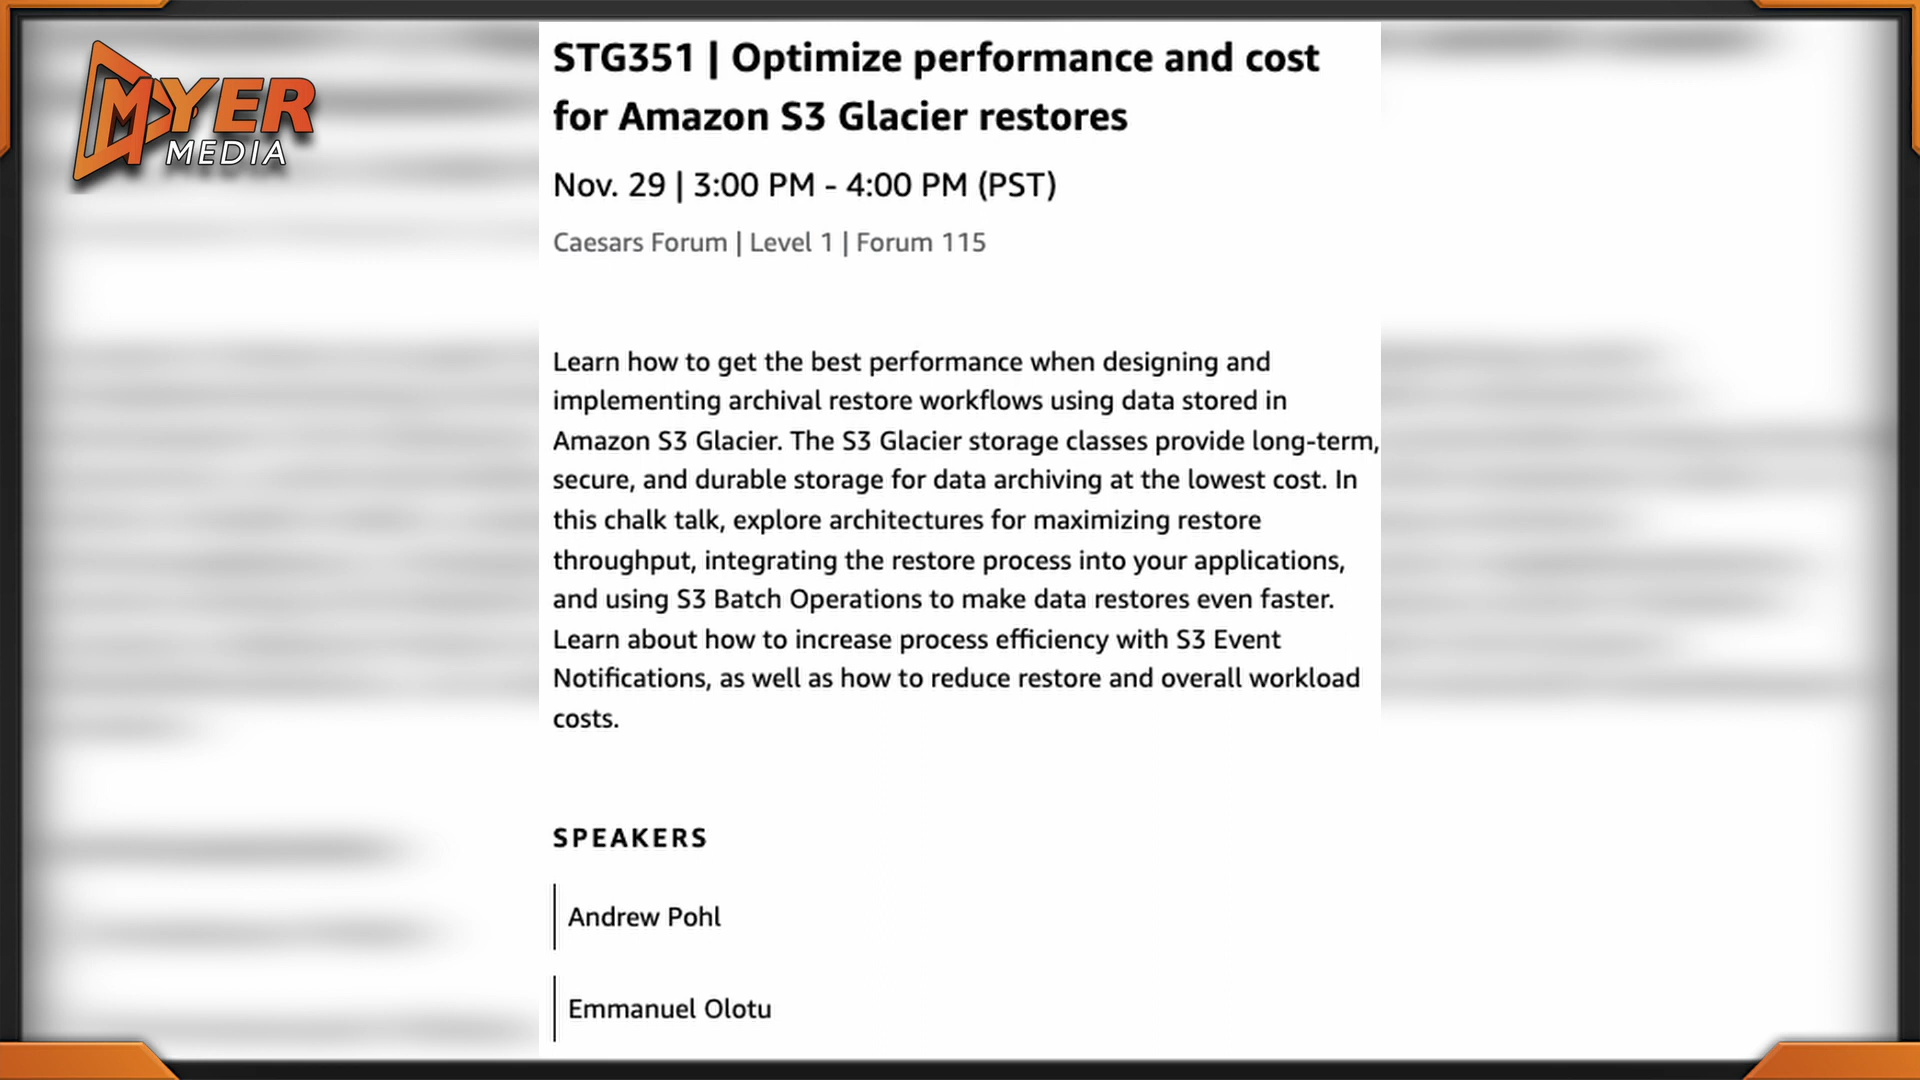 MYER
MEDIA
STG351 | Optimize performance and cost
for Amazon S3 Glacier restores
Nov. 29 | 3:00 PM - 4:00 PM (PST)
Caesars Forum | Level 1 | Forum 115
Learn how to get the best performance when designing and
implementing archival restore workflows using data stored in
Amazon S3 Glacier. The S3 Glacier storage classes provide long-term,
secure, and durable storage for data archiving at the lowest cost. In
this chalk talk, explore architectures for maximizing restore
throughput, integrating the restore process into your applications,
and using S3 Batch Operations to make data restores even faster.
Learn about how to increase process efficiency with S3 Event
Notifications, as well as how to reduce restore and overall workload
costs.
SPEAKERS
Andrew Pohl
Emmanuel Olotu